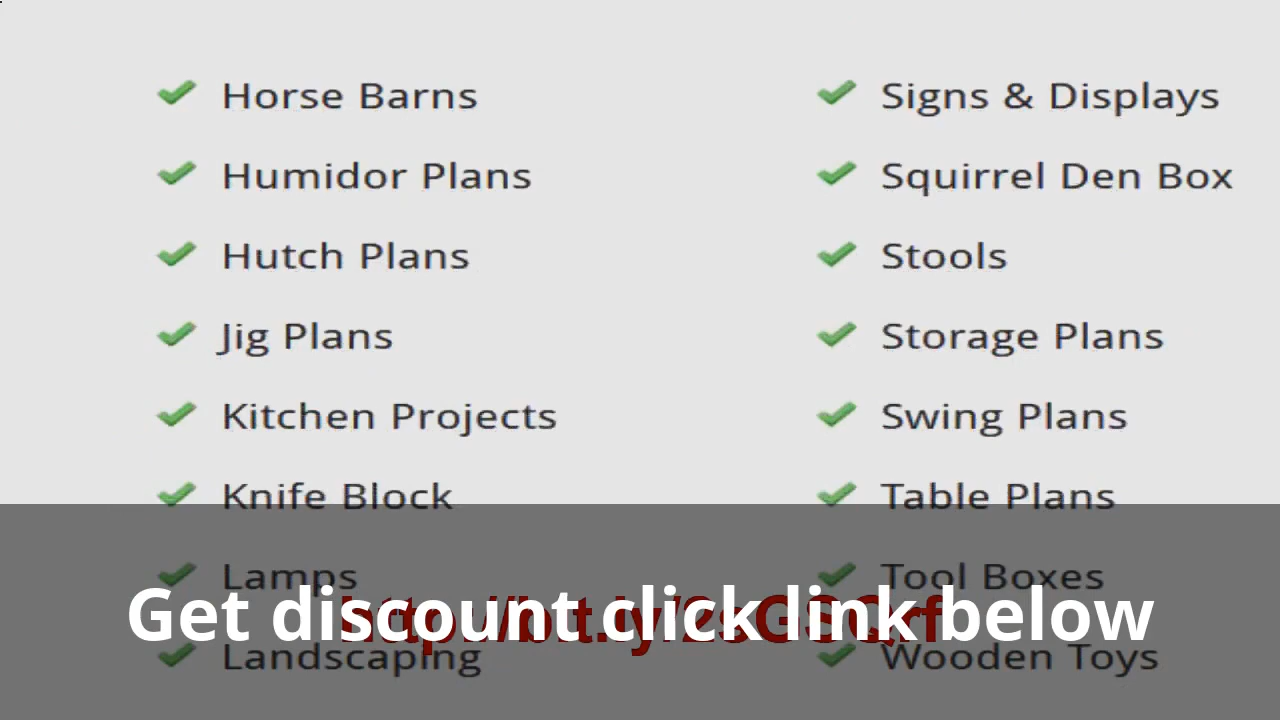 Horse Barns
Humidor Plans
Hutch Plans
Jig Plans
Kitchen Projects
Knife Block
Lamps
Landscaping
Signs & Displays
Squirrel Den Box
Stools
Storage Plans
Swing Plans
Table Plans
Tool Boxes
Wooden Toys
Get discount click link below